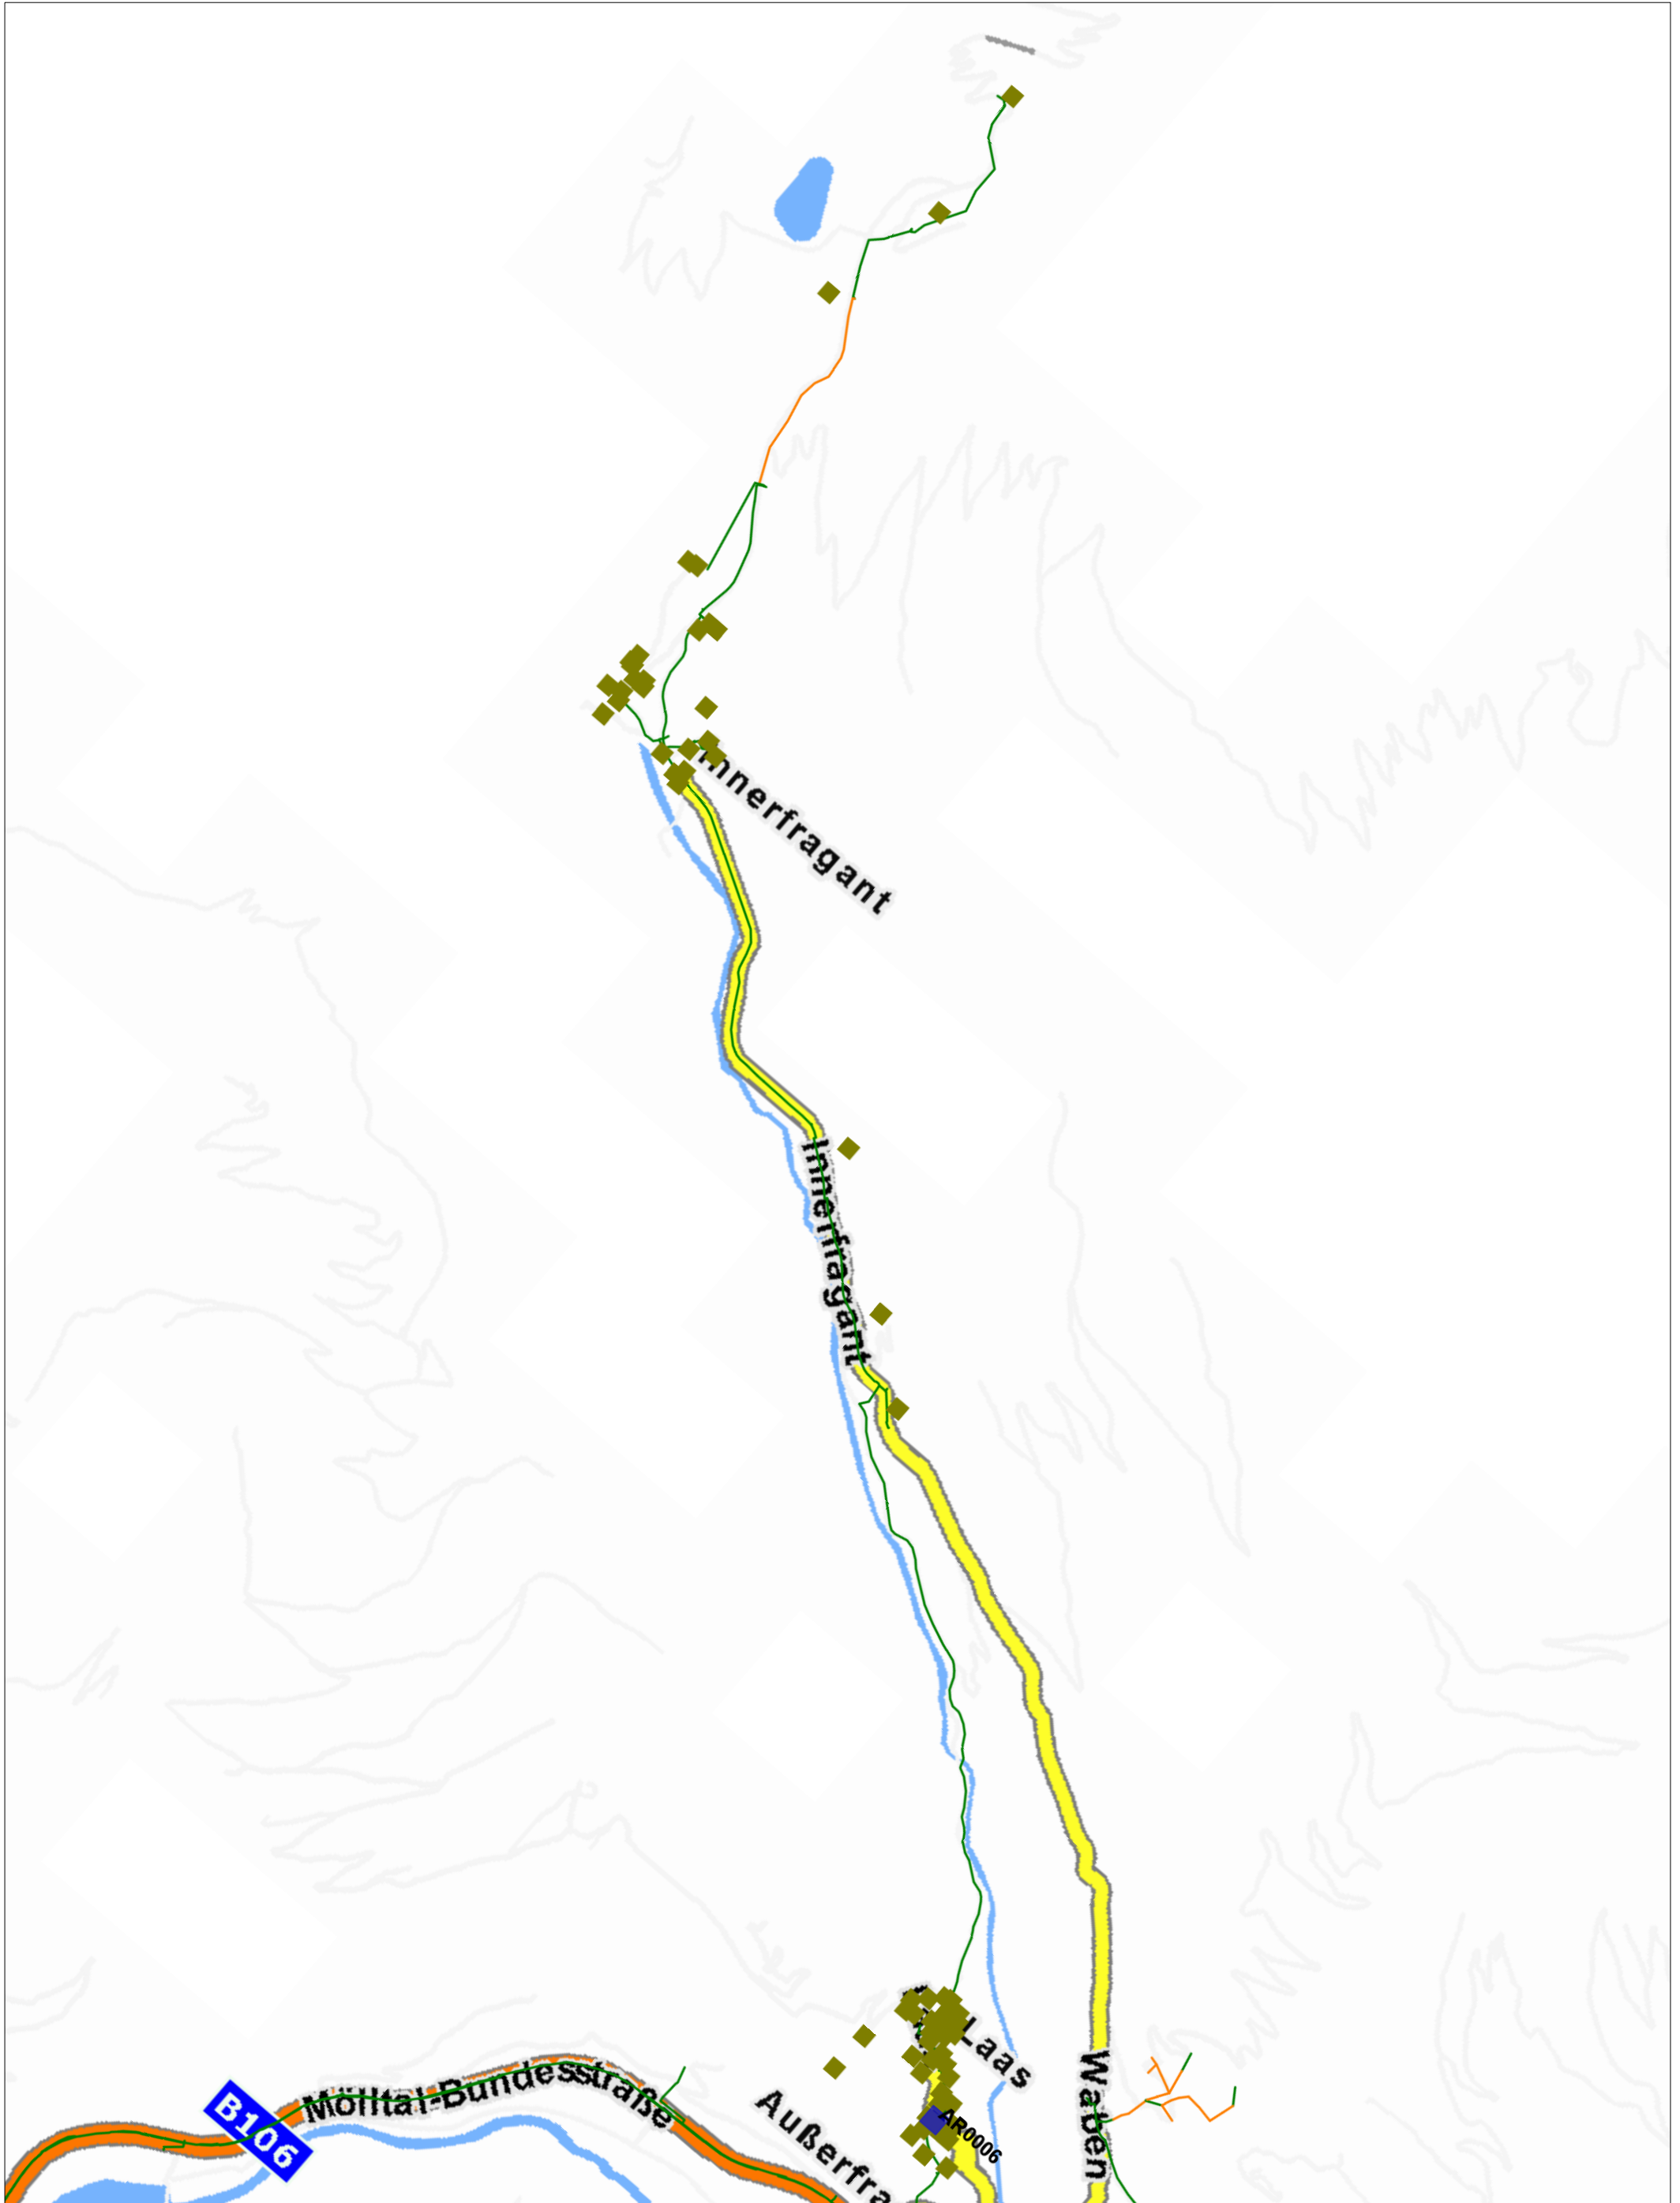 Innerfragant
Innerfragant
Laas
Mölltal-Bundesstraße
B106
Außerfra
AR0006
Waben